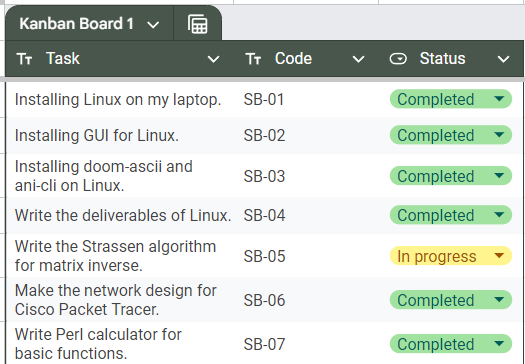 Kanban Board 1
Task Code Status
Installing Linux on my laptop. SB-01 Completed
Installing GUI for Linux. SB-02 Completed
Installing doom-ascii and
ani-cli on Linux. SB-03 Completed
Write the deliverables of Linux. SB-04 Completed
Write the Strassen algorithm
for matrix inverse. SB-05 In progress
Make the network design for
Cisco Packet Tracer. SB-06 Completed
Write Perl calculator for
basic functions. SB-07 Completed